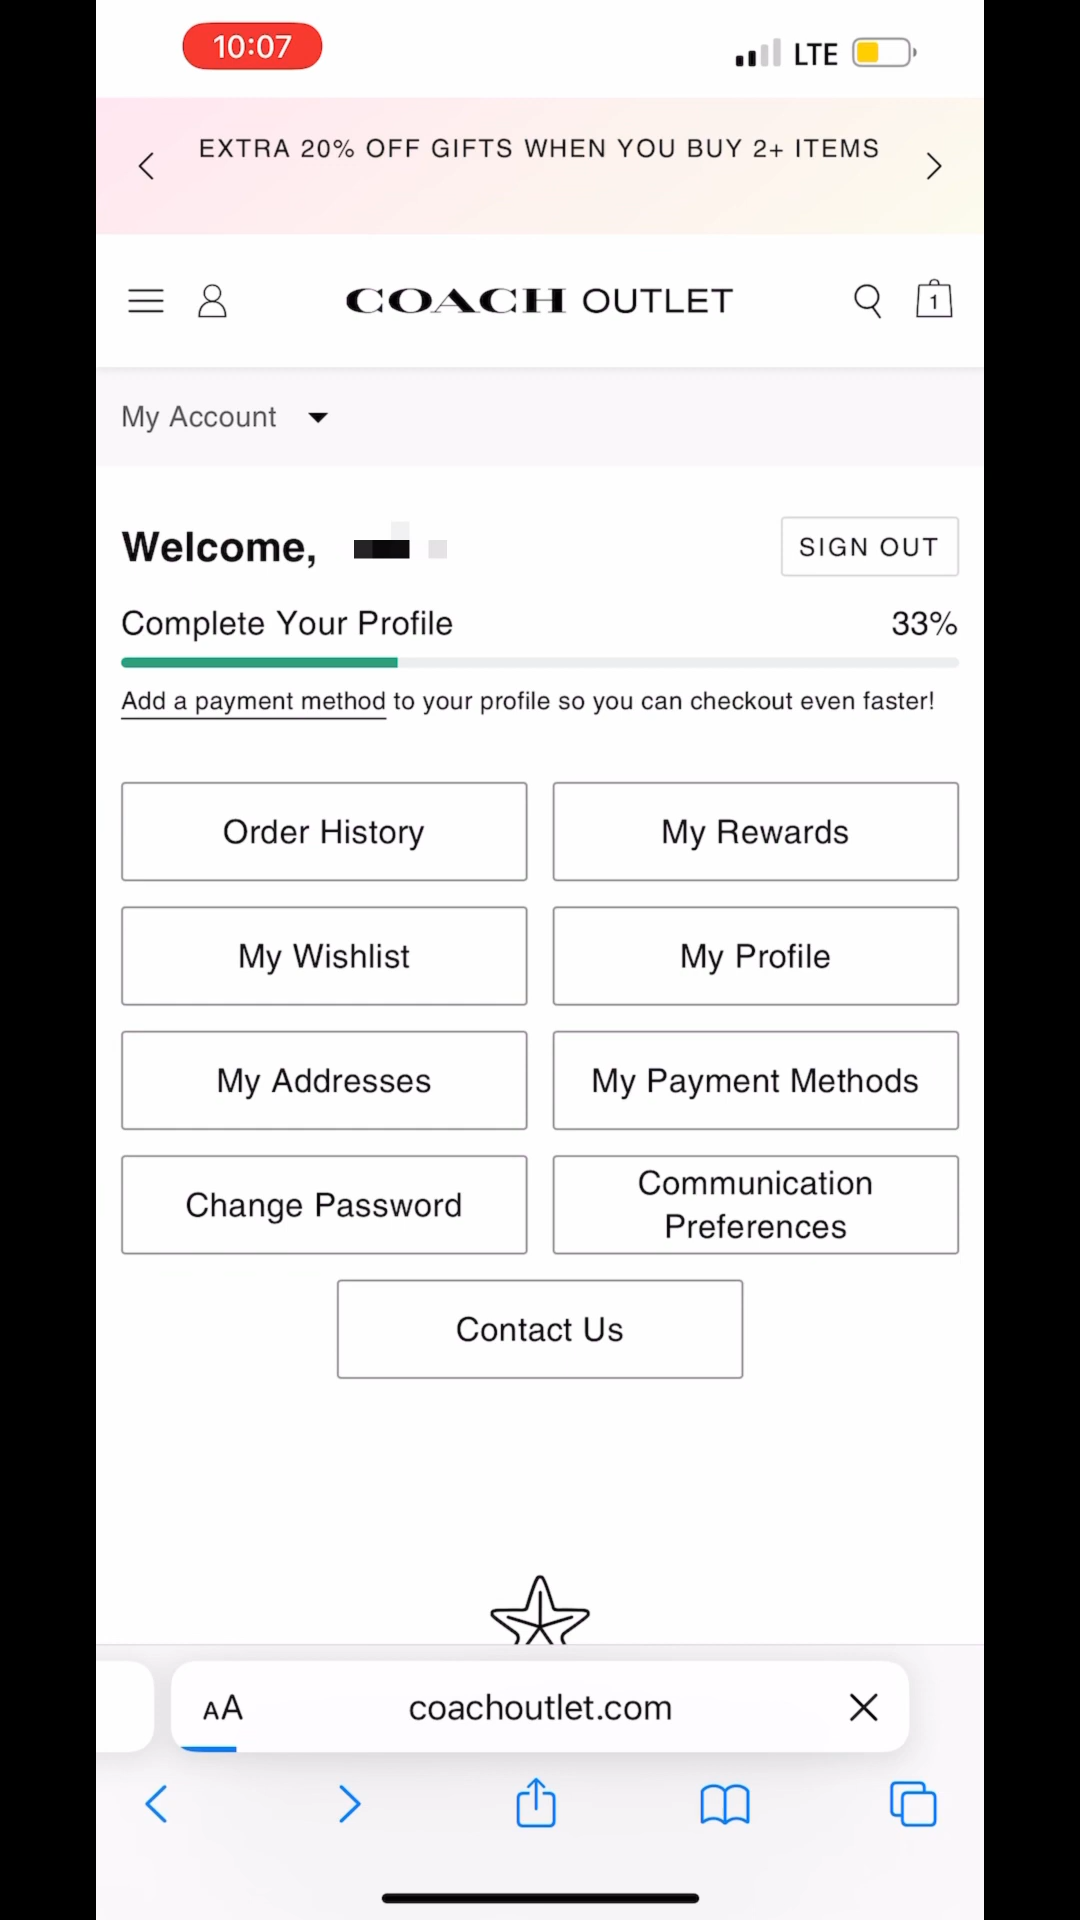 10:07
LTE
EXTRA 20% OFF GIFTS WHEN YOU BUY 2+ ITEMS
COACH OUTLET
1
My Account
Welcome,
SIGN OUT
Complete Your Profile
33%
Add a payment method to your profile so you can checkout even faster!
Order History
My Rewards
My Wishlist
My Profile
My Addresses
My Payment Methods
Change Password
Communication
Preferences
Contact Us
AA
coachoutlet.com